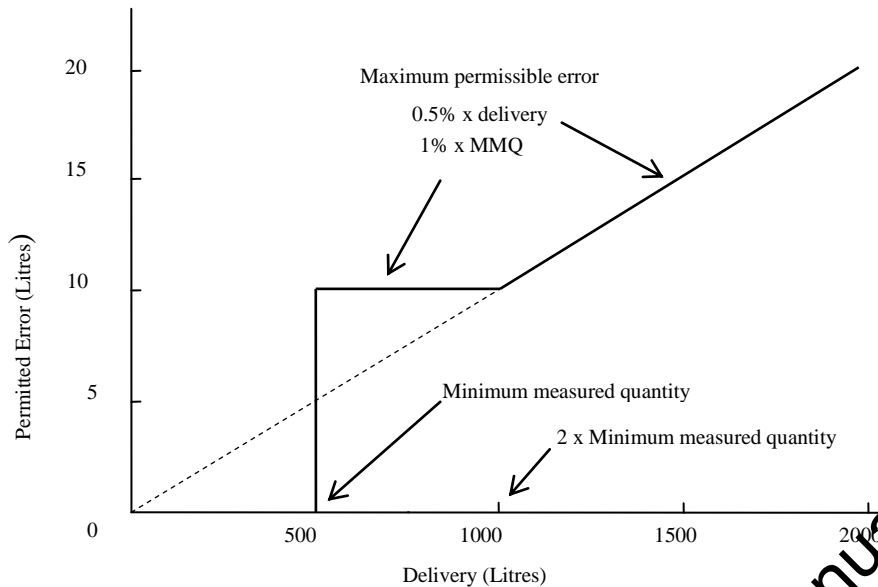 20
Maximum permissible error
0.5% x delivery
1% x MMQ
15
10
5
Permitted Error (Litres)
Minimum measured quantity
2 x Minimum measured quantity
0
500
1000
1500
2000
Delivery (Litres)